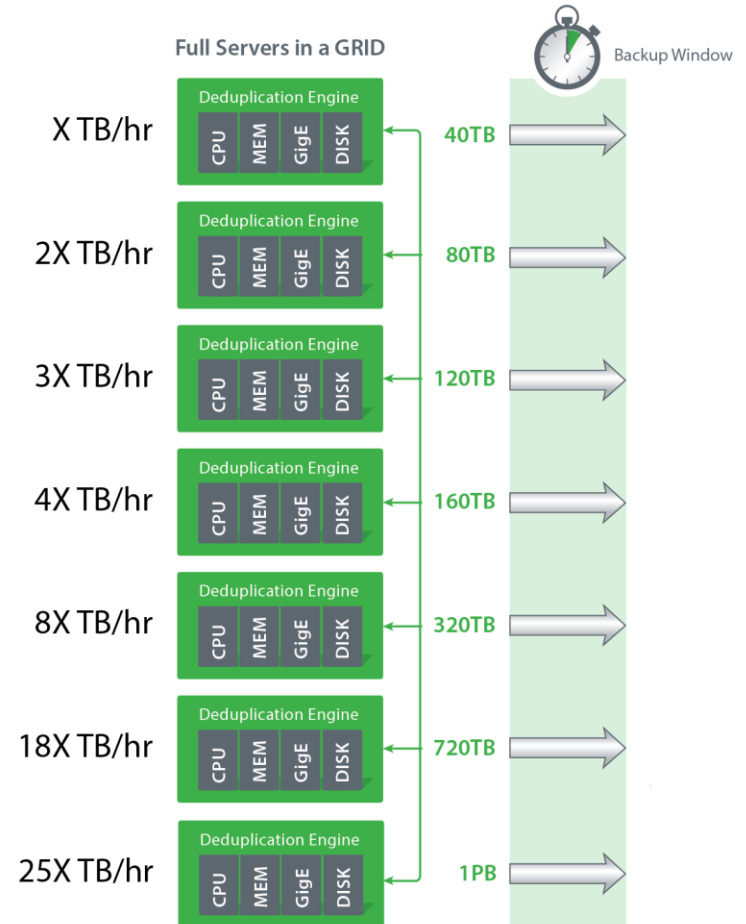 Full Servers in a GRID
Backup Window
X TB/hr
Deduplication Engine
CPU MEM GigE DISK
40TB
2X TB/hr
Deduplication Engine
CPU MEM GigE DISK
80TB
3X TB/hr
Deduplication Engine
CPU MEM GigE DISK
120TB
4X TB/hr
Deduplication Engine
CPU MEM GigE DISK
160TB
8X TB/hr
Deduplication Engine
CPU MEM GigE DISK
320TB
18X TB/hr
Deduplication Engine
CPU MEM GigE DISK
720TB
25X TB/hr
Deduplication Engine
CPU MEM GigE DISK
1PB